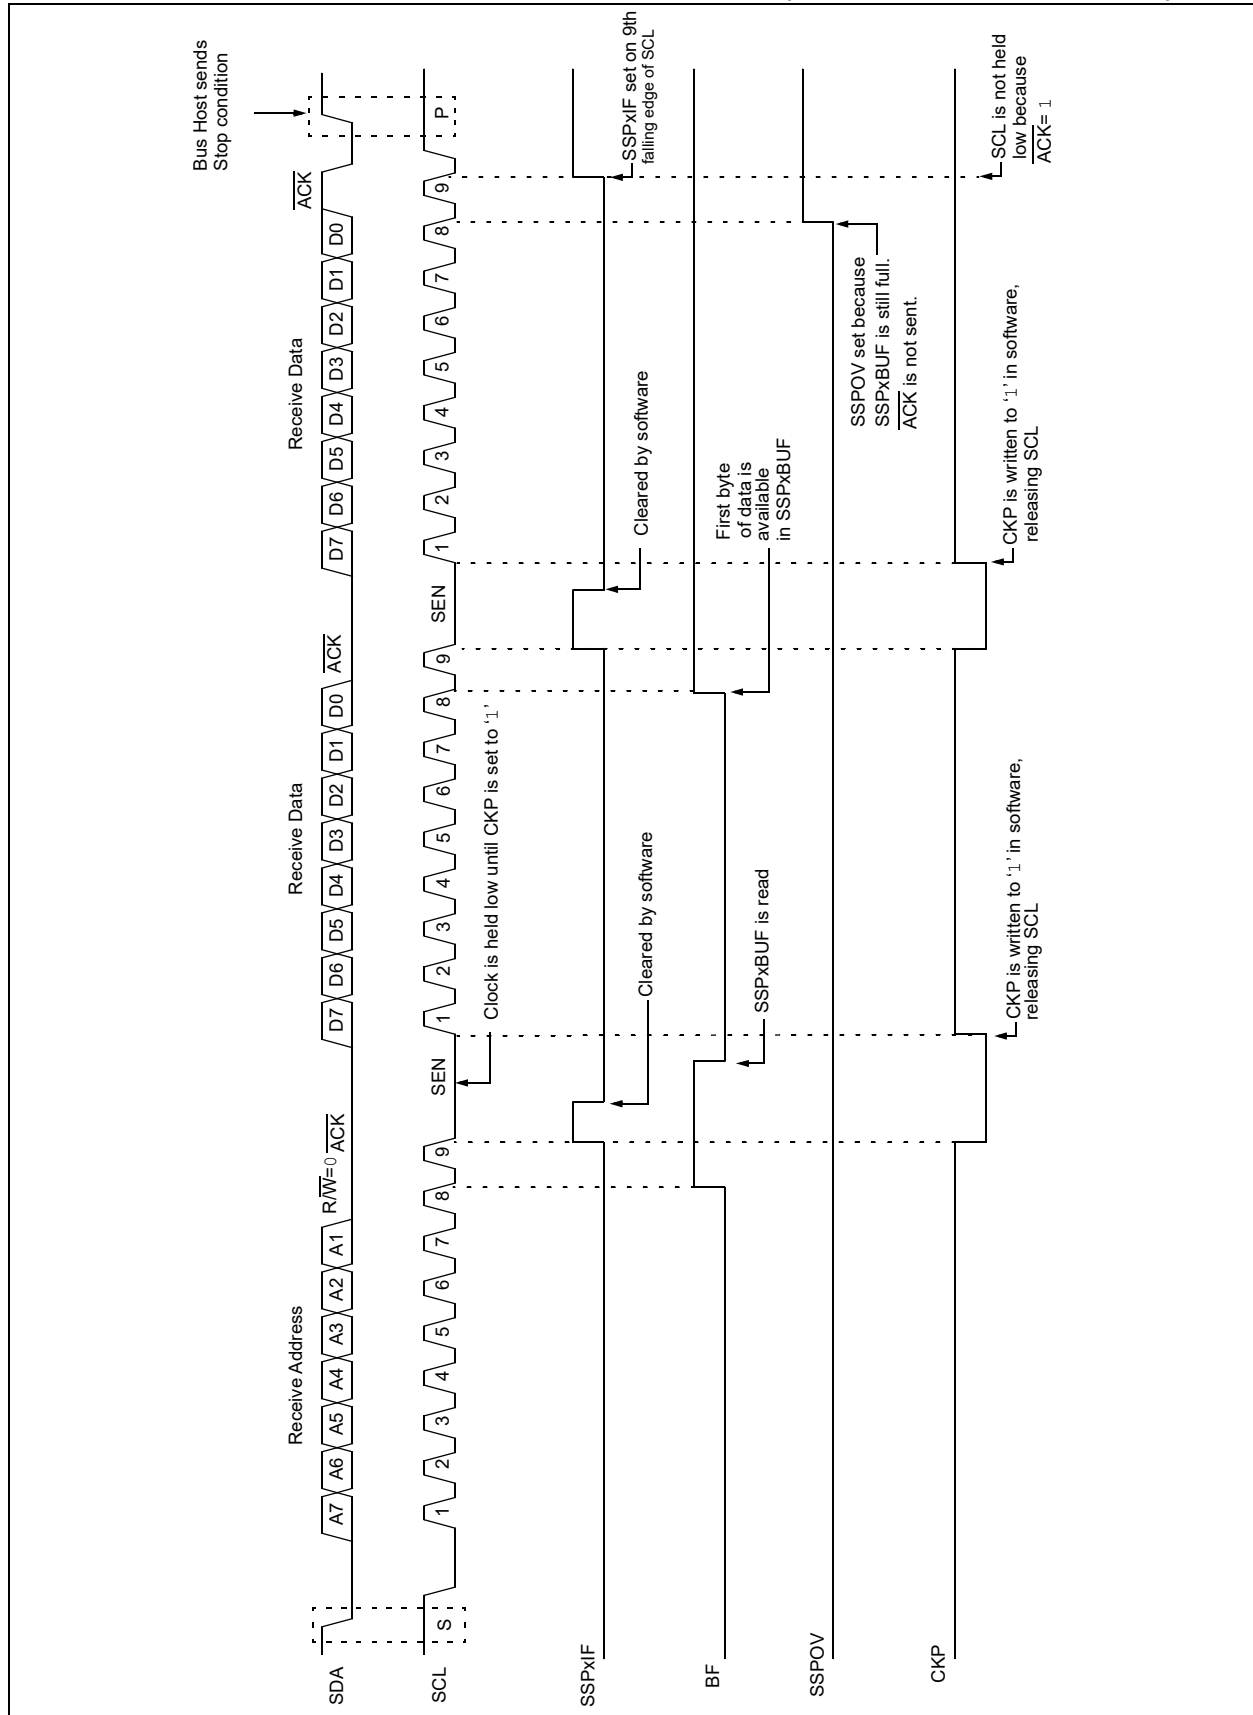 Bus Host sends
Stop condition
Receive Address
Receive Data
Receive Data
SDA
A7 A6 A5 A4 A3 A2 A1 R/W=0 ACK D7 D6 D5 D4 D3 D2 D1 D0 ACK D7 D6 D5 D4 D3 D2 D1 D0 ACK
SCL
S 1 2 3 4 5 6 7 8 9 SEN 1 2 3 4 5 6 7 8 9 SEN 1 2 3 4 5 6 7 8 9 P
Clock is held low until CKP is set to ‘1’
SSPxIF
Cleared by software
Cleared by software
SSPxIF set on 9th
falling edge of SCL
BF
SSPxBUF is read
First byte
of data is
available
in SSPxBUF
SSPOV
SSPOV set because
SSPxBUF is still full.
ACK is not sent.
CKP
CKP is written to ‘1’ in software,
releasing SCL
CKP is written to ‘1’ in software,
releasing SCL
SCL is not held
low because
ACK= 1